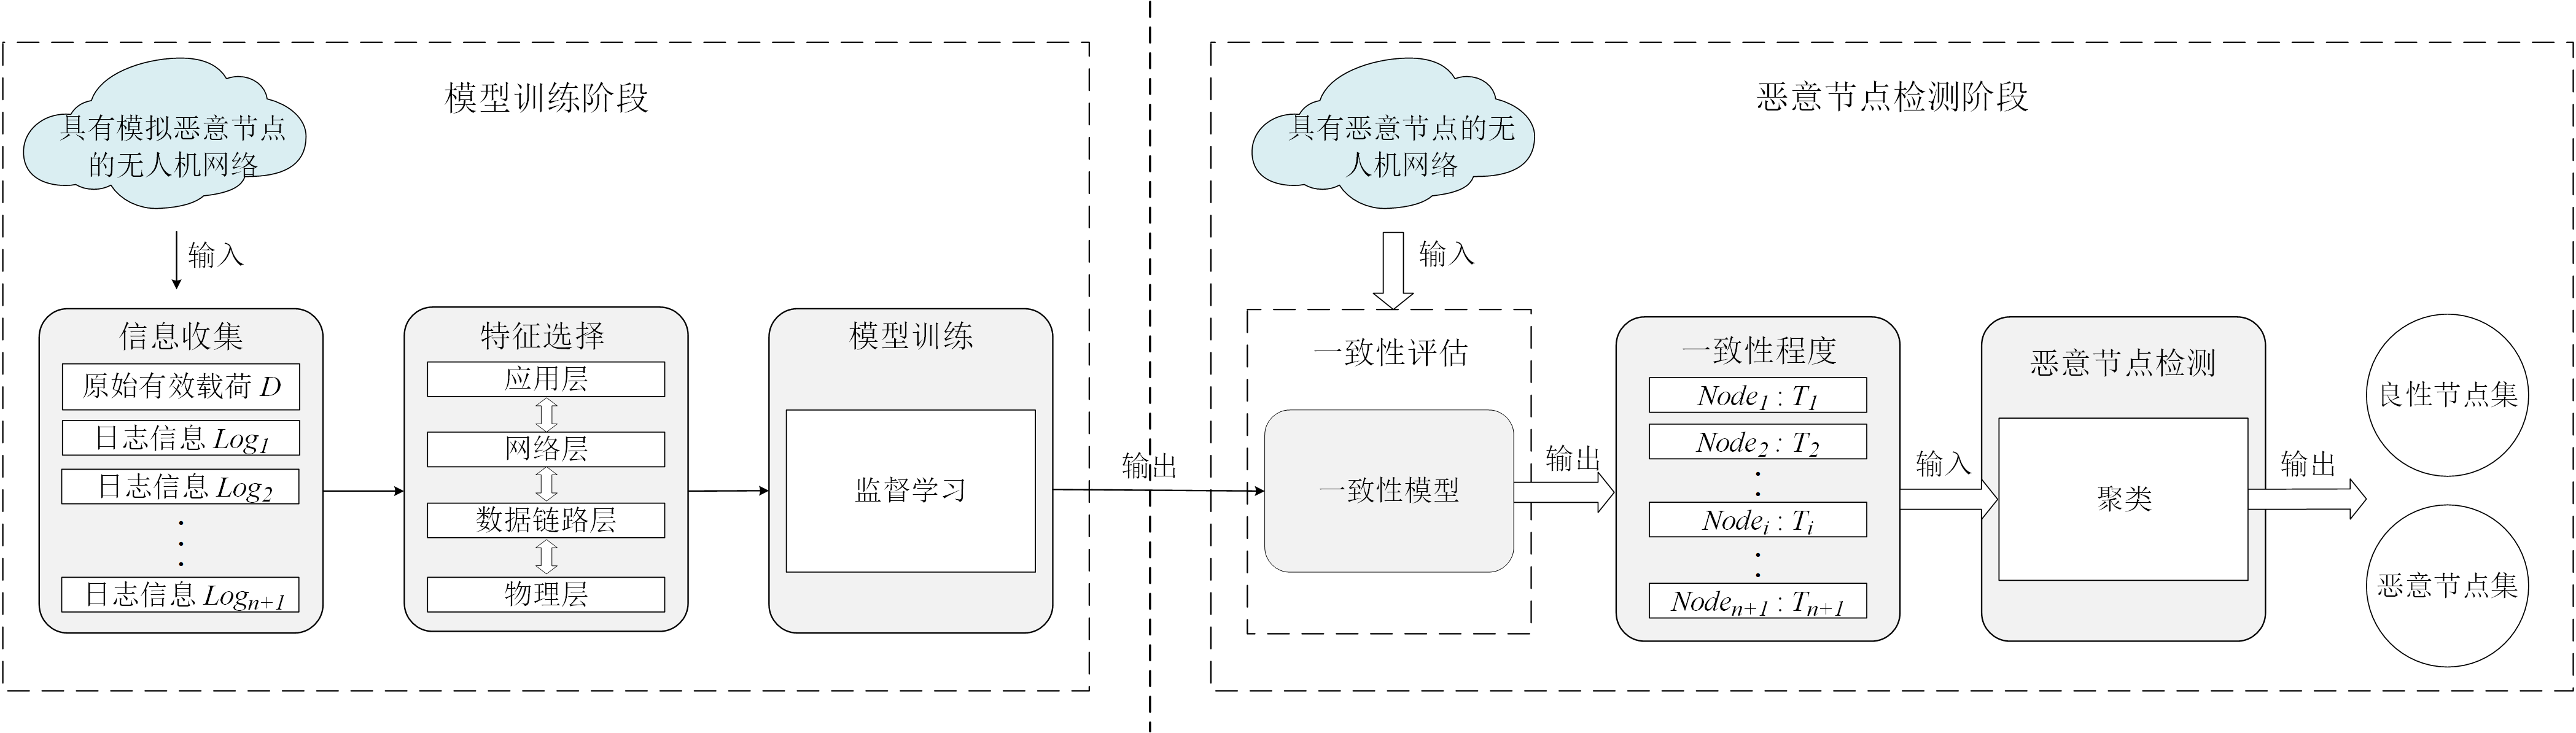 模型训练阶段
具有模拟恶意节点
的无人机网络
输入
信息收集
原始有效载荷 D
日志信息 Log1
日志信息 Log2
日志信息 Logn+1
特征选择
应用层
网络层
数据链路层
物理层
模型训练
监督学习
输出
恶意节点检测阶段
具有恶意节点的无
人机网络
输入
一致性评估
一致性模型
输出
一致性程度
Node1 : T1
Node2 : T2
Nodei : Ti
Noden+1 : Tn+1
输入
恶意节点检测
聚类
输出
良性节点集
恶意节点集